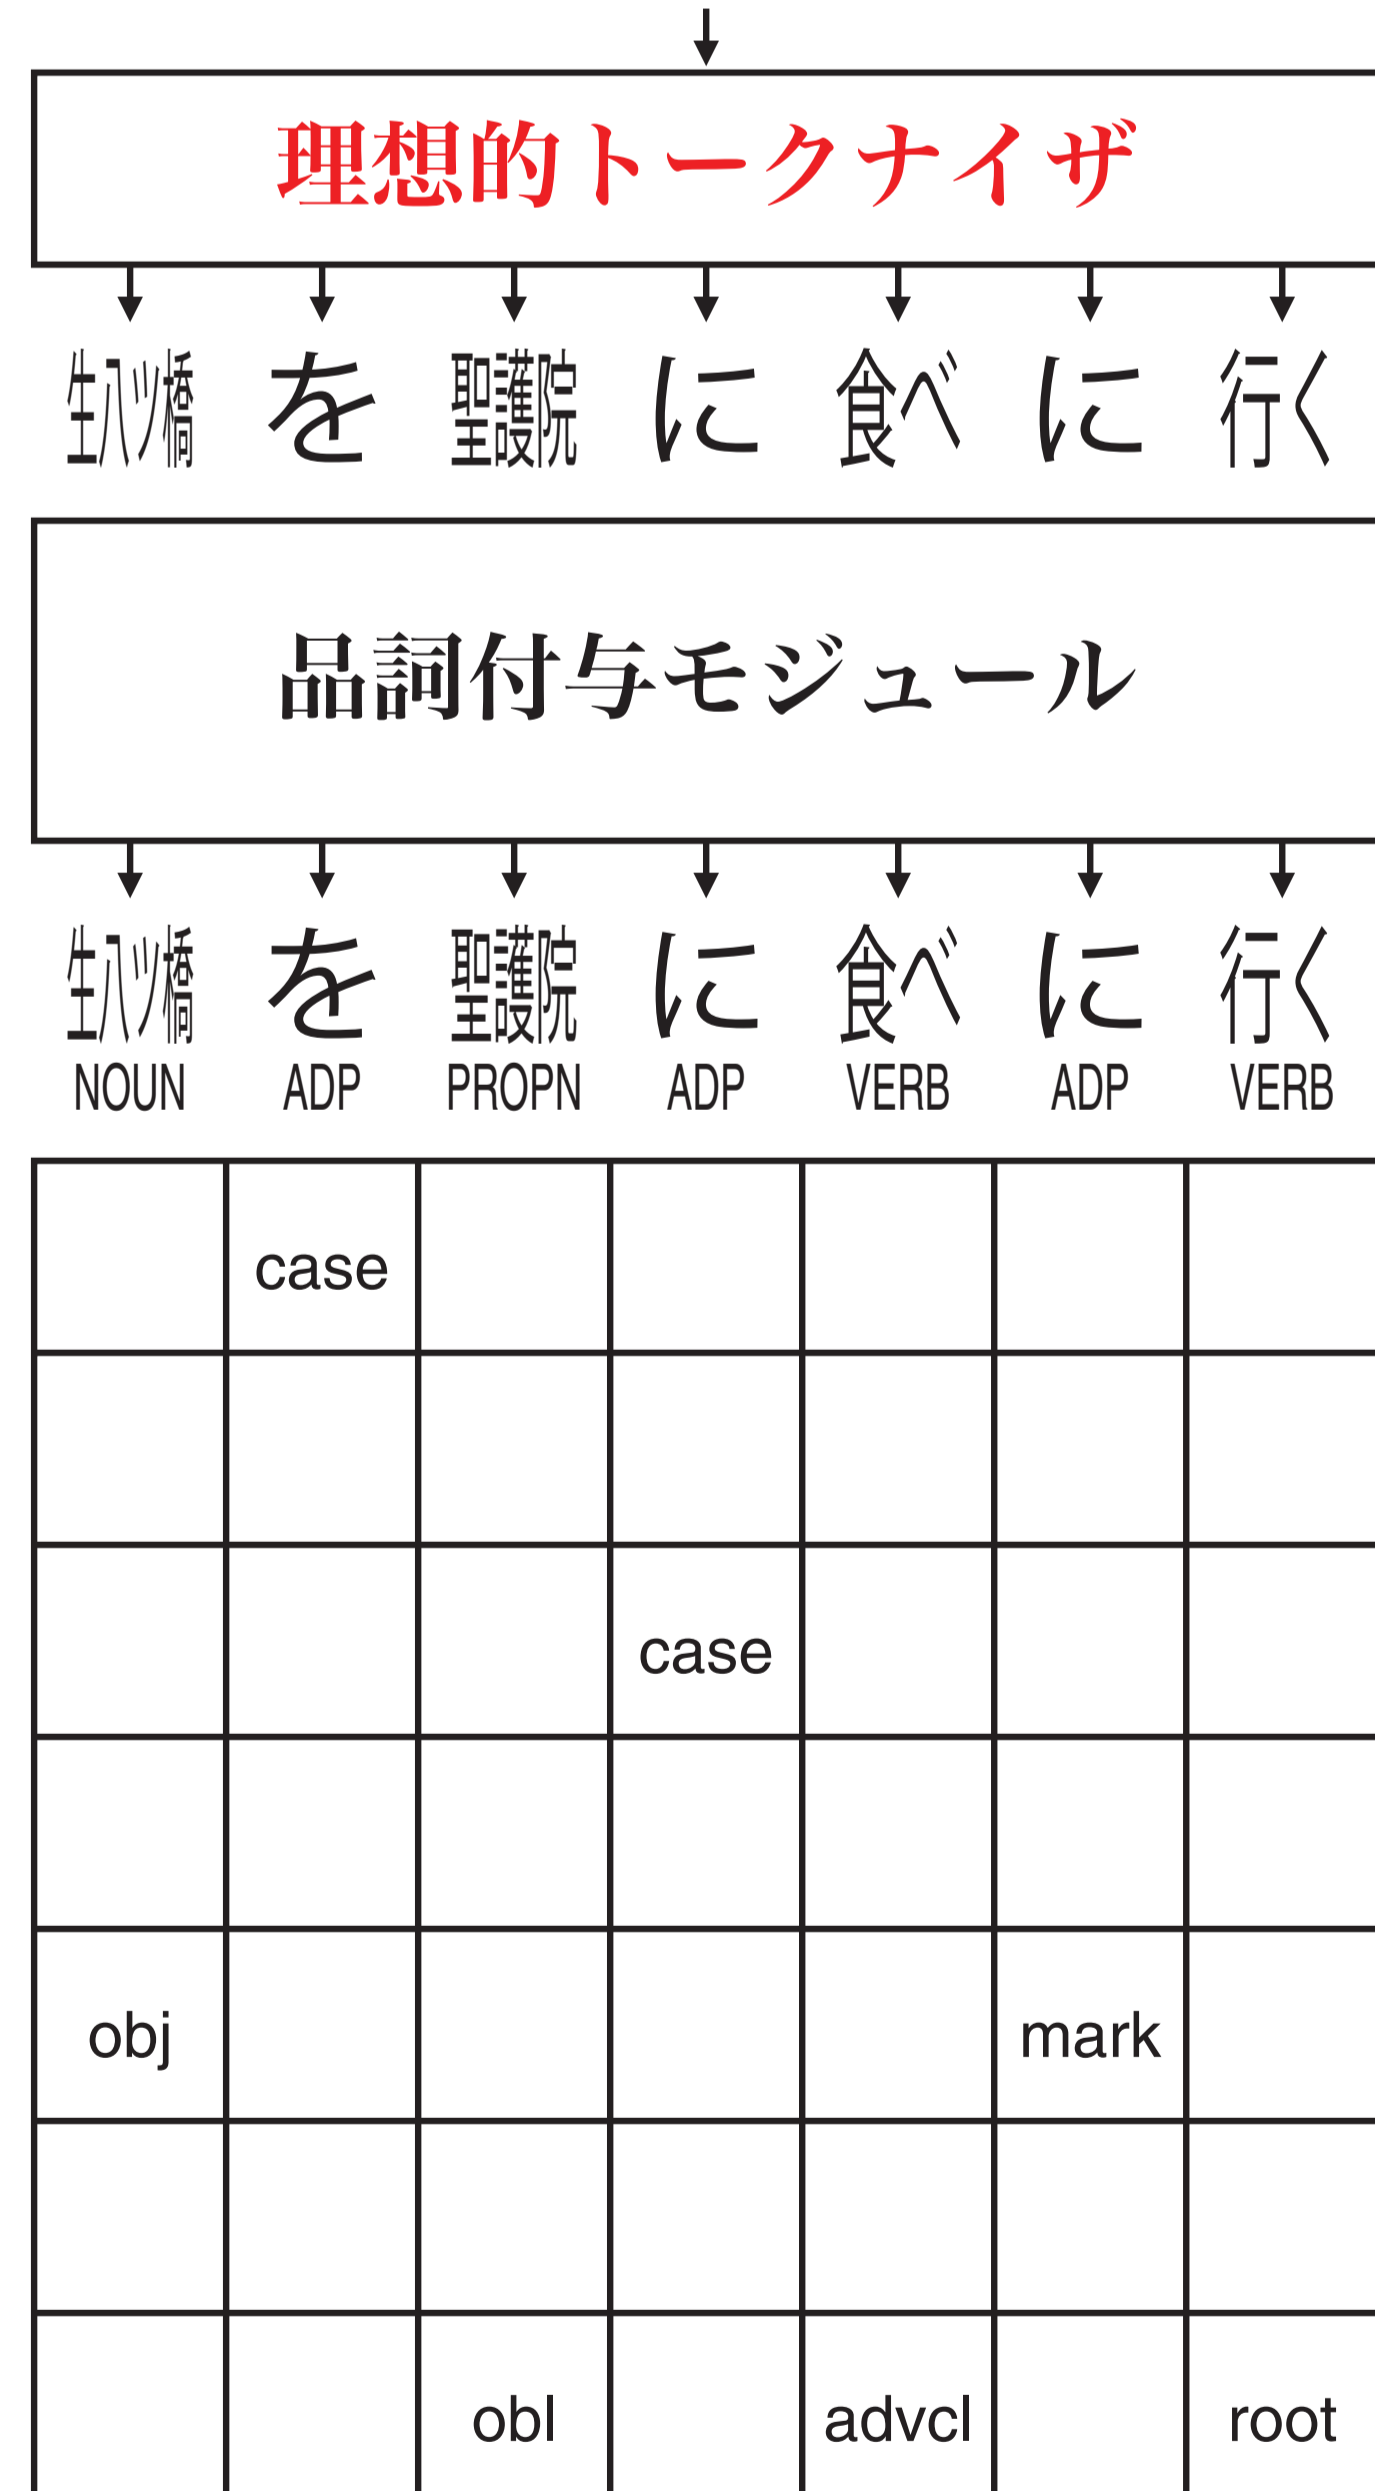 理想的トークナイザ
生八ツ橋 を 聖護院 に 食べ に 行く
品詞付与モジュール
生八ツ橋 を 聖護院 に 食べ に 行く
NOUN ADP PROPN ADP VERB ADP VERB
case
case
obj mark
obl advcl root